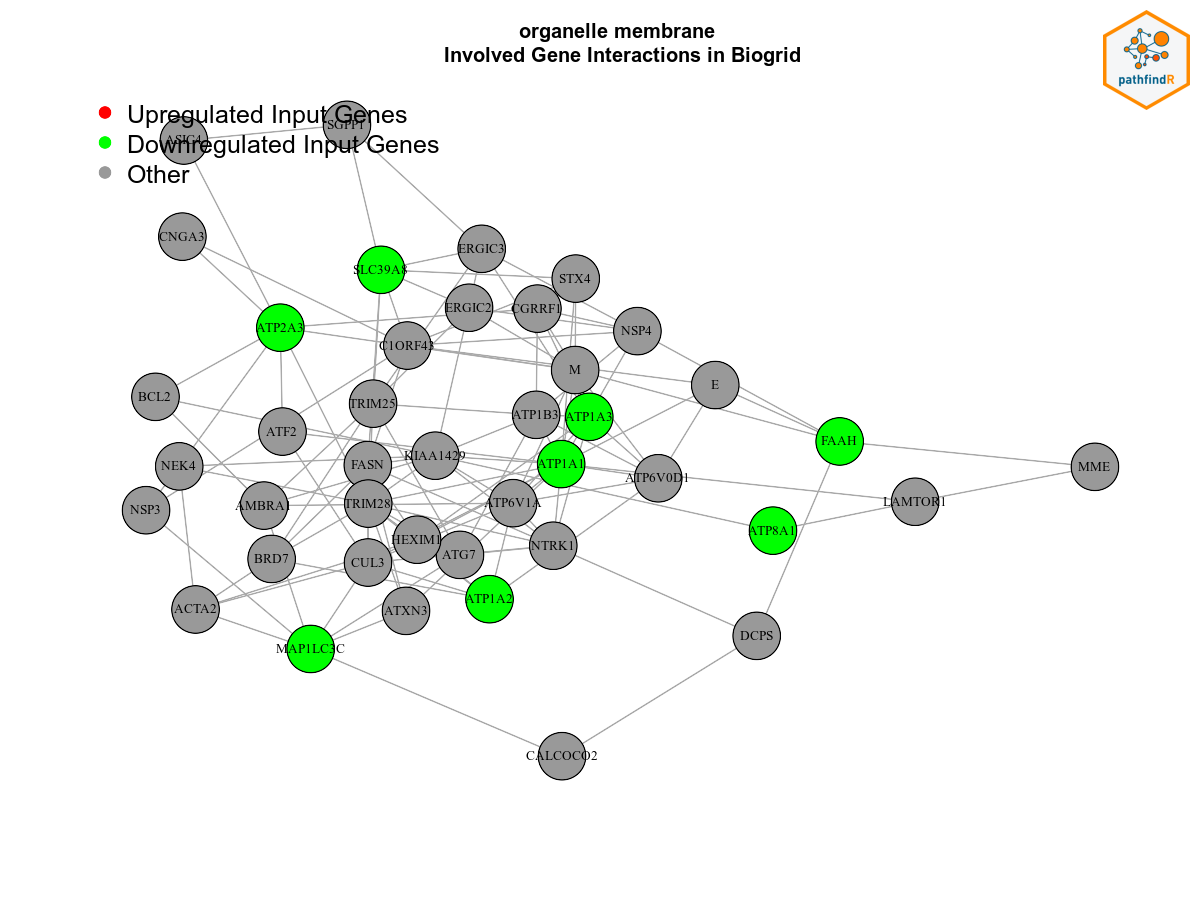 organelle membrane
Involved Gene Interactions in Biogrid
pathfindR
Upregulated Input Genes
Downregulated Input Genes
Other
ASIC4
SGPP1
CNGA3
ERGIC3
SLC39A8
STX4
ERGIC2
CGRRF1
ATP2A3
NSP4
C1ORF43
M
E
BCL2
TRIM25
ATP1B3
ATP1A3
ATF2
FAAH
KIAA1429
NEK4
FASN
ATP1A1
MME
ATP6V0D1
NSP3
AMBRA1
TRIM28
ATP6V1A
LAMTOR1
ATP8A1
HEXIM1
NTRK1
BRD7
CUL3
ATG7
ATP1A2
ACTA2
ATXN3
DCPS
MAP1LC3C
CALCOCO2